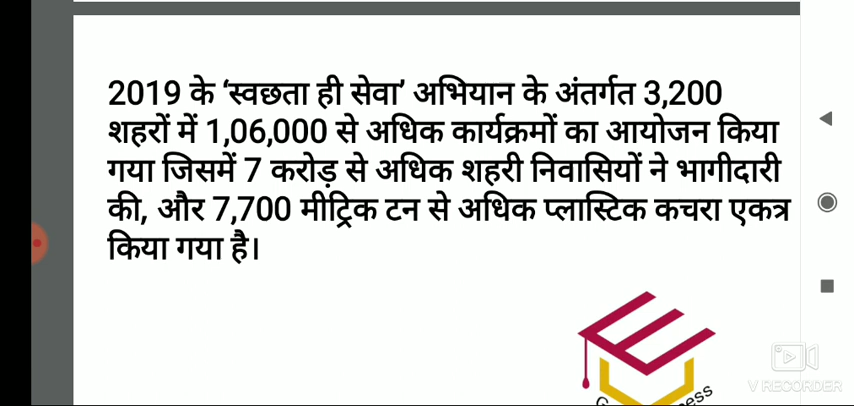 2019 के ‘स्वछता ही सेवा’ अभियान के अंतर्गत 3,200
शहरों में 1,06,000 से अधिक कार्यक्रमों का आयोजन किया
गया जिसमें 7 करोड़ से अधिक शहरी निवासियों ने भागीदारी
की, और 7,700 मीट्रिक टन से अधिक प्लास्टिक कचरा एकत्र
किया गया है।
V RECORDER